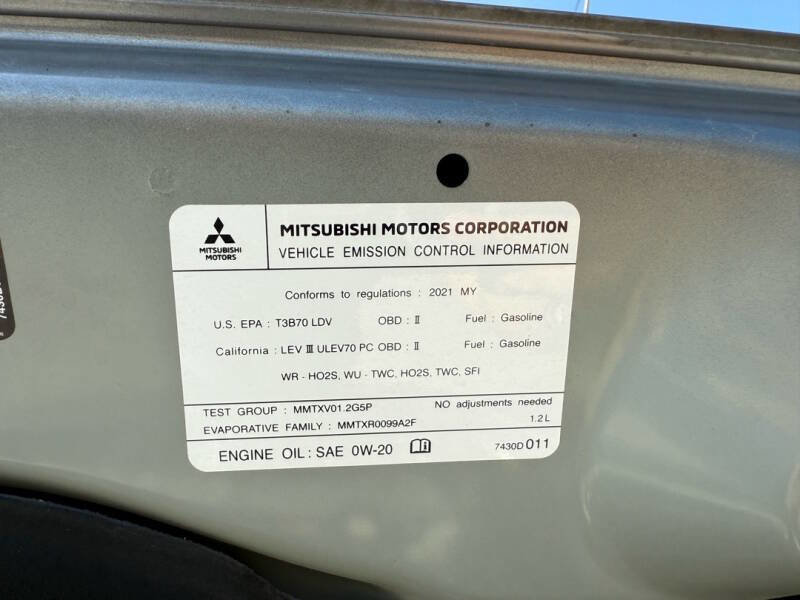 MITSUBISHI
MOTORS
MITSUBISHI MOTORS CORPORATION
VEHICLE EMISSION CONTROL INFORMATION
Conforms to regulations : 2021 MY
U.S. EPA : T3B70 LDV OBD : II Fuel : Gasoline
California : LEV III ULEV70 PC OBD : II Fuel : Gasoline
WR - HO2S, WU - TWC, HO2S, TWC, SFI
TEST GROUP : MMTXV01.2G5P NO adjustments needed
EVAPORATIVE FAMILY : MMTXR0099A2F 1.2 L
ENGINE OIL : SAE 0W-20 7430D 011